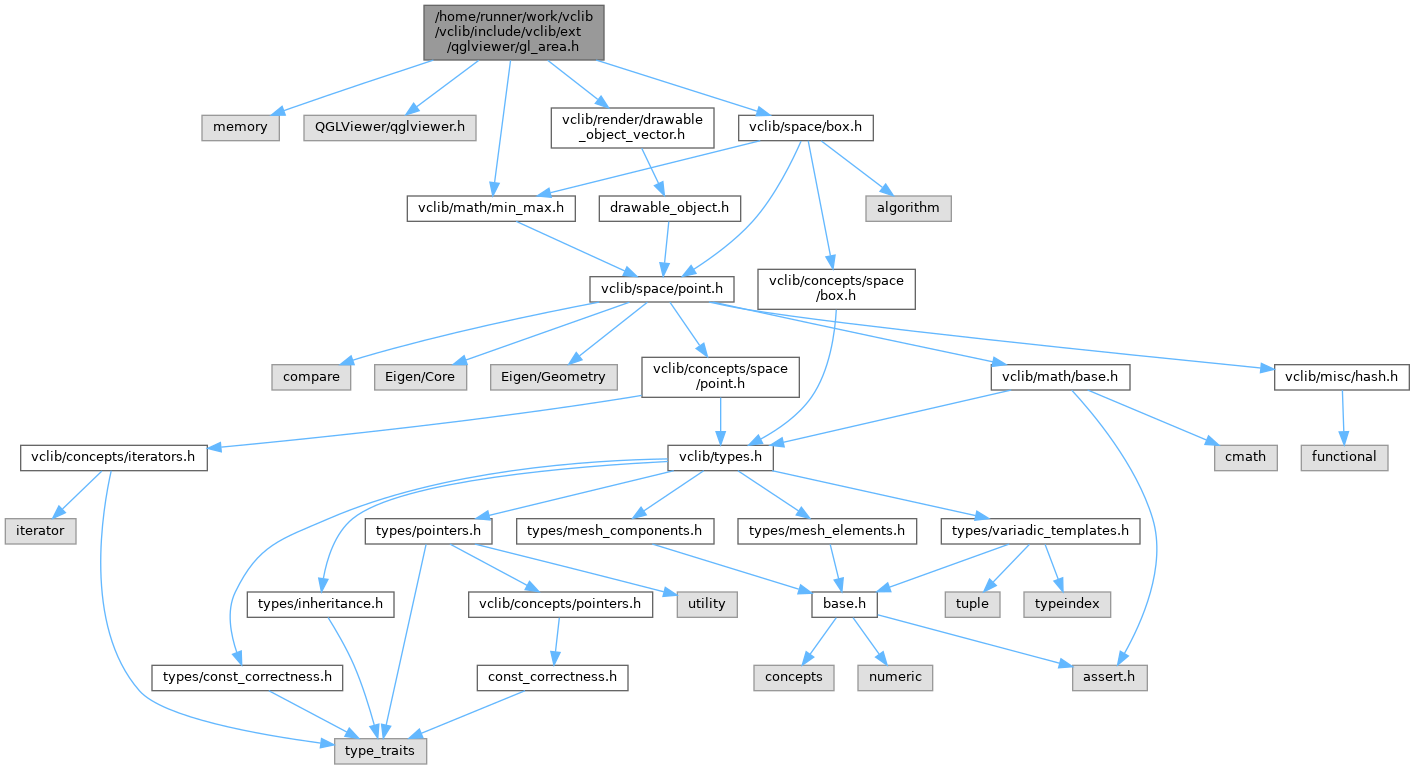 /home/runner/work/vclib
/vclib/include/vclib/ext
/qglviewer/gl_area.h
memory
QGLViewer/qglviewer.h
vclib/render/drawable
_object_vector.h
vclib/space/box.h
vclib/math/min_max.h
drawable_object.h
algorithm
vclib/space/point.h
vclib/concepts/space
/box.h
compare
Eigen/Core
Eigen/Geometry
vclib/concepts/space
/point.h
vclib/math/base.h
vclib/misc/hash.h
vclib/concepts/iterators.h
vclib/types.h
cmath
functional
iterator
types/pointers.h
types/mesh_components.h
types/mesh_elements.h
types/variadic_templates.h
types/inheritance.h
vclib/concepts/pointers.h
utility
base.h
tuple
typeindex
types/const_correctness.h
const_correctness.h
concepts
numeric
assert.h
type_traits